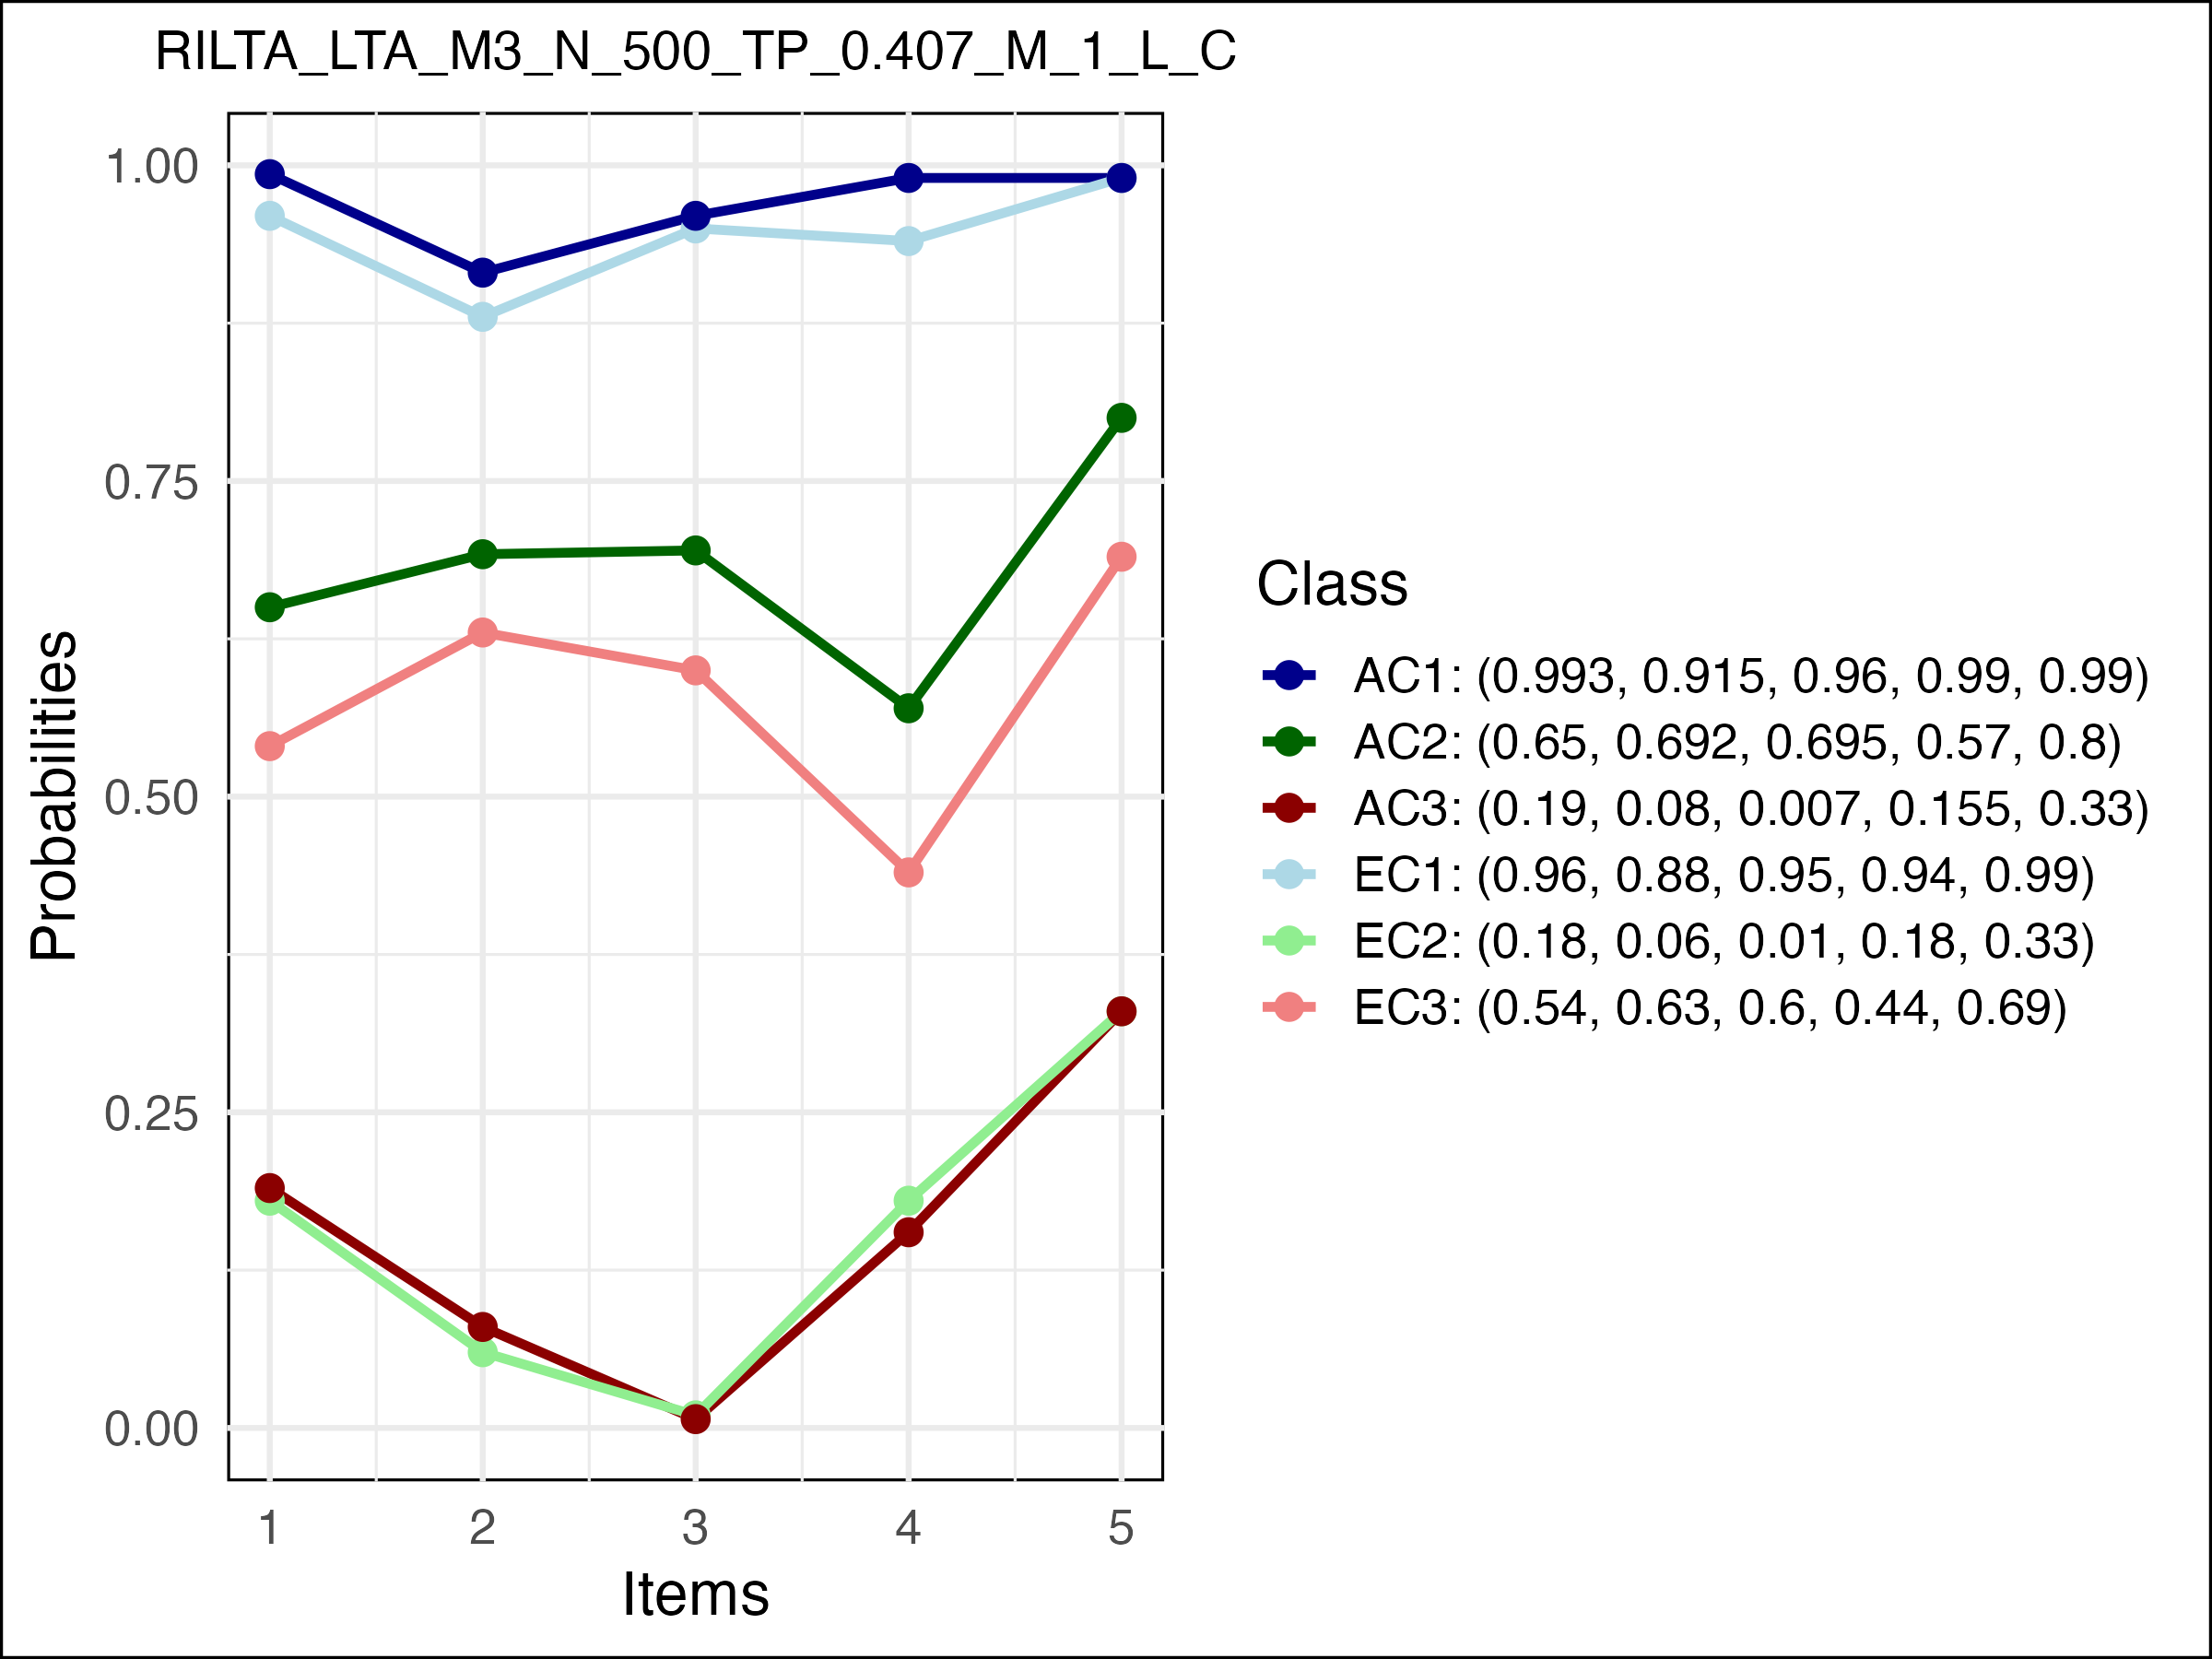 RILTA_LTA_M3_N_500_TP_0.407_M_1_L_C
1.00
0.75
0.50
0.25
0.00
Probabilities
1 2 3 4 5
Items
Class
AC1: (0.993, 0.915, 0.96, 0.99, 0.99)
AC2: (0.65, 0.692, 0.695, 0.57, 0.8)
AC3: (0.19, 0.08, 0.007, 0.155, 0.33)
EC1: (0.96, 0.88, 0.95, 0.94, 0.99)
EC2: (0.18, 0.06, 0.01, 0.18, 0.33)
EC3: (0.54, 0.63, 0.6, 0.44, 0.69)